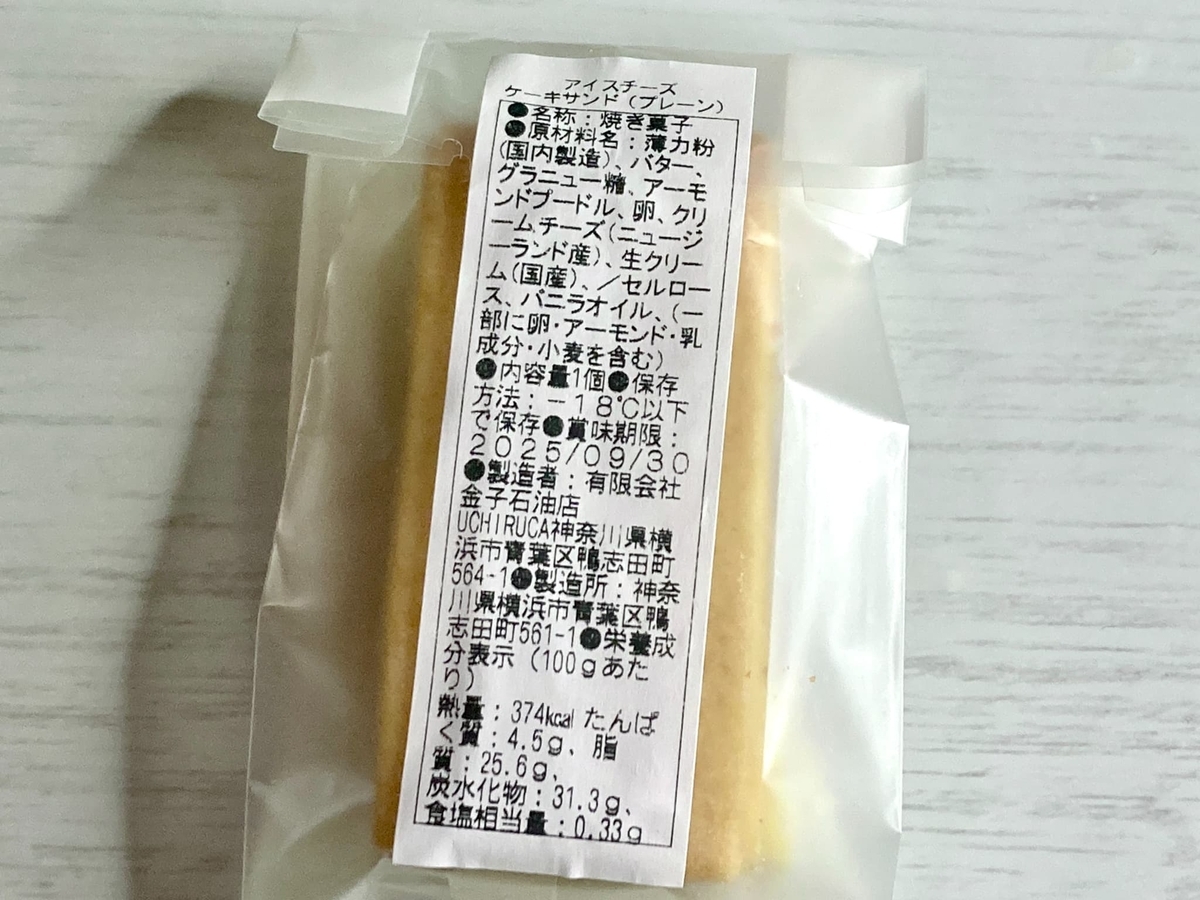 アイスチーズ
ケーキサンド（プレーン）
●名称：焼き菓子
●原材料名：薄力粉
(国内製造)、バター、
グラニュー糖、アーモ
ンドプードル、卵、クリ
ームチーズ(ニュージ
ーランド産)、生クリー
ム(国産)、／セルロー
ス、バニラオイル、(一
部に卵・アーモンド・乳
成分・小麦を含む)
●内容量1個●保存
方法：－18℃以下
で保存●賞味期限：
2025/09/30
●製造者：有限会社
金子石油店
UCHIRUCA神奈川県横
浜市青葉区鴨志田町
564-1●製造所：神奈
川県横浜市青葉区鴨
志田町561-1●栄養成
分表示（100gあた
り）
熱量：374kcal たんぱ
く質：4.5g、脂
質：25.6g、
炭水化物：31.3g、
食塩相当量：0.33g